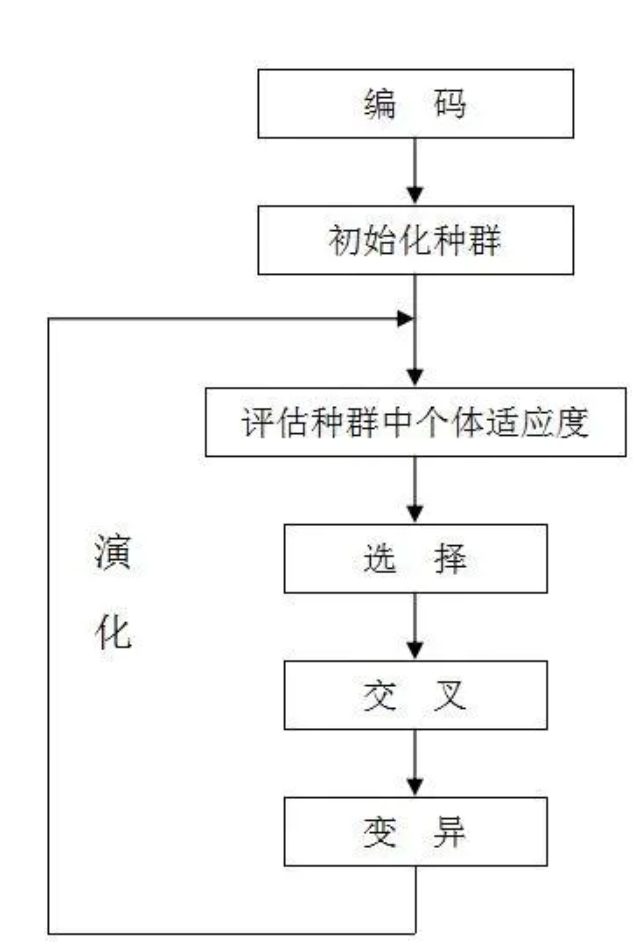 编 码
初始化种群
评估种群中个体适应度
选 择
交 叉
变 异
演
化